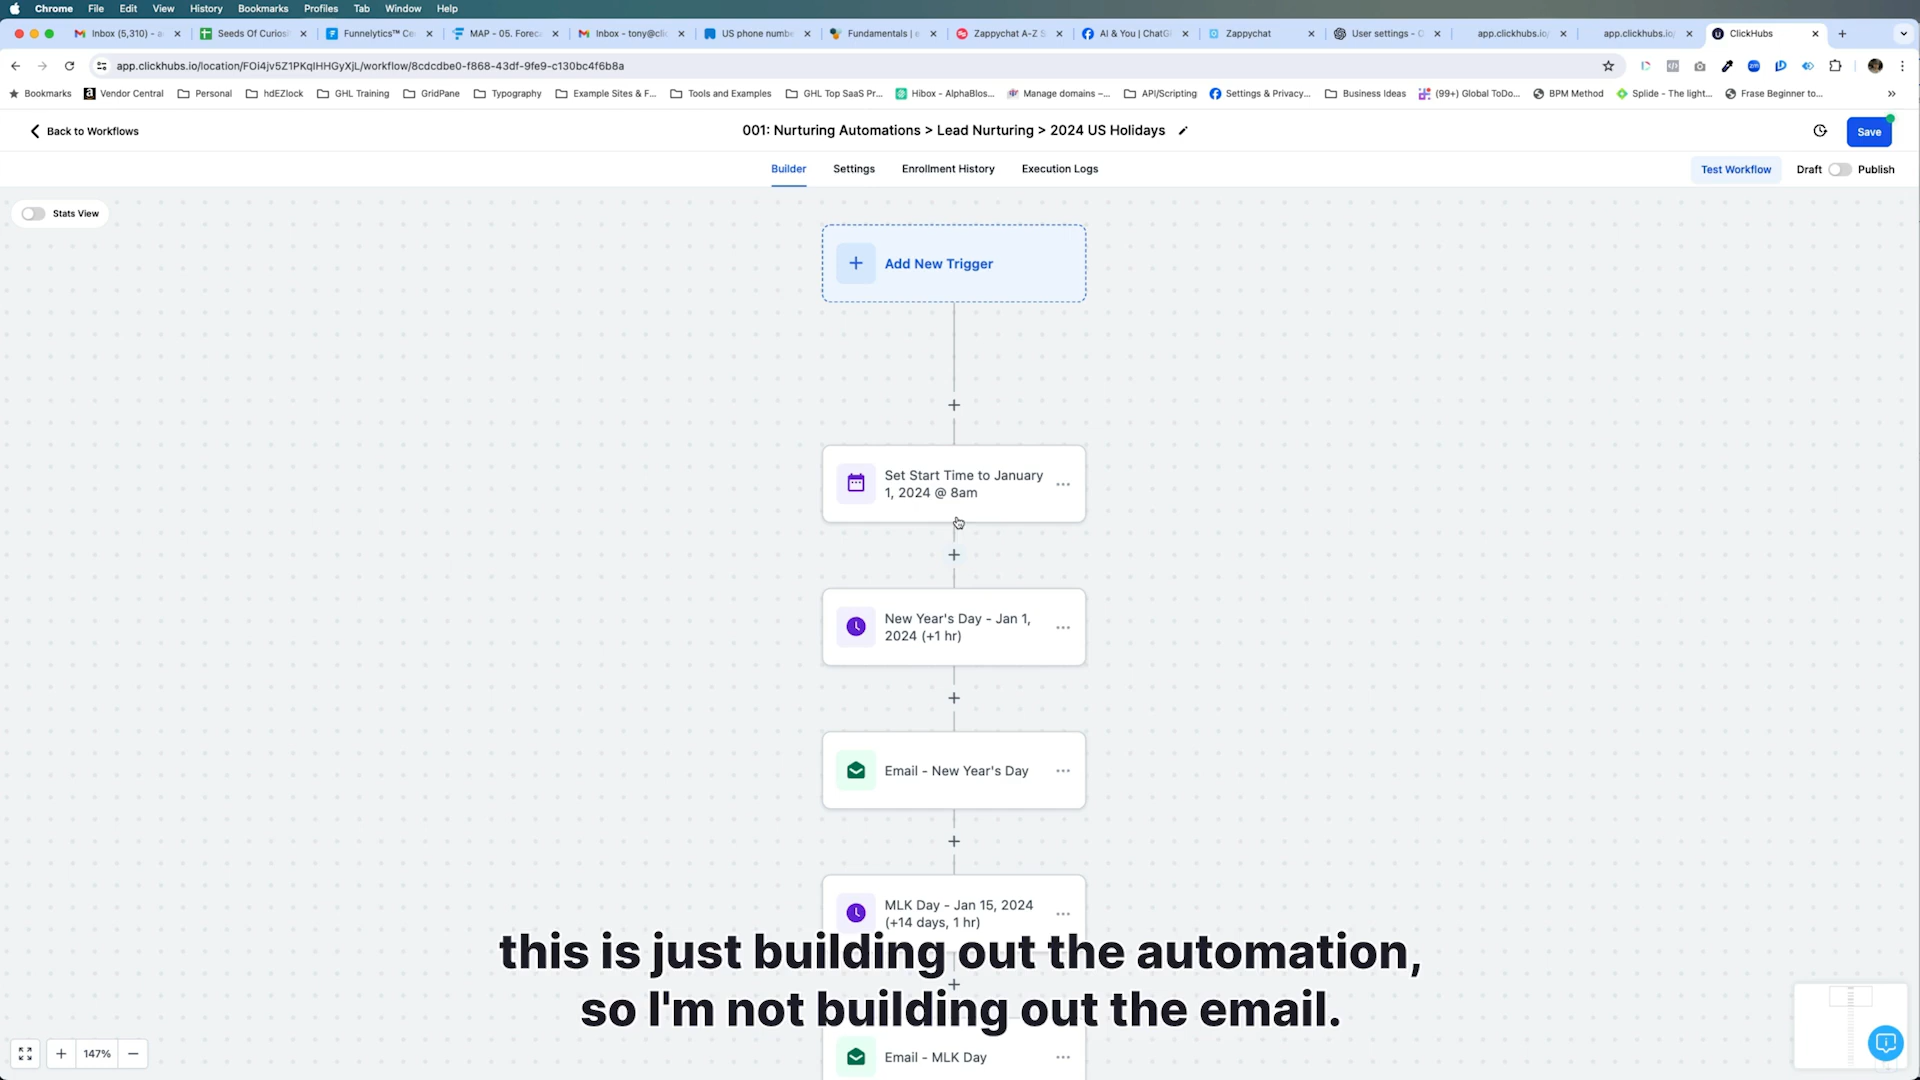 Chrome File Edit View History Bookmarks Profiles Tab Window Help
Inbox (5,310) - a
Seeds Of Curios
Funnelytics™ Ce
MAP - 05. Forec
Inbox - tony@clic
US phone numb
Fundamentals | e
Zappychat A-Z S
AI & You | ChatG
Zappychat
User settings - O
app.clickhubs.io/
app.clickhubs.io/
ClickHubs
app.clickhubs.io/location/FOi4jv5Z1PKqIHHGyXjL/workflow/8cdcdbe0-f868-43df-9fe9-c130bc4f6b8a
Bookmarks
Vendor Central
Personal
hdEZlock
GHL Training
GridPane
Typography
Example Sites & F...
Tools and Examples
GHL Top SaaS Pr...
Hibox - AlphaBlos...
Manage domains –...
API/Scripting
Settings & Privacy...
Business Ideas
(99+) Global ToDo...
BPM Method
Splide - The light...
Frase Beginner to...
Back to Workflows
001: Nurturing Automations > Lead Nurturing > 2024 US Holidays
Save
Builder Settings Enrollment History Execution Logs
Test Workflow
Draft Publish
Stats View
Add New Trigger
Set Start Time to January
1, 2024 @ 8am
New Year's Day - Jan 1,
2024 (+1 hr)
Email - New Year's Day
MLK Day - Jan 15, 2024
(+14 days, 1 hr)
this is just building out the automation,
so I'm not building out the email.
Email - MLK Day
147%